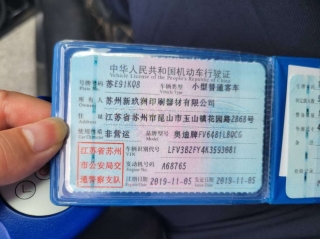 中华人民共和国机动车行驶证
Vehicle License of the People's Republic of China
号牌号码 苏E91KQ8 车辆类型 小型普通客车
所有人 苏州新玖洲印刷器材有限公司
住址 江苏省苏州市昆山市玉山镇花园路2868号
使用性质 非营运 品牌型号 奥迪牌FV6481LBQCG
江苏省苏州
市公安局交
通警察支队
车辆识别代号 LFV3B2FY4K3593081
发动机号码 A68765
注册日期 2019-11-05 发证日期 2019-11-05